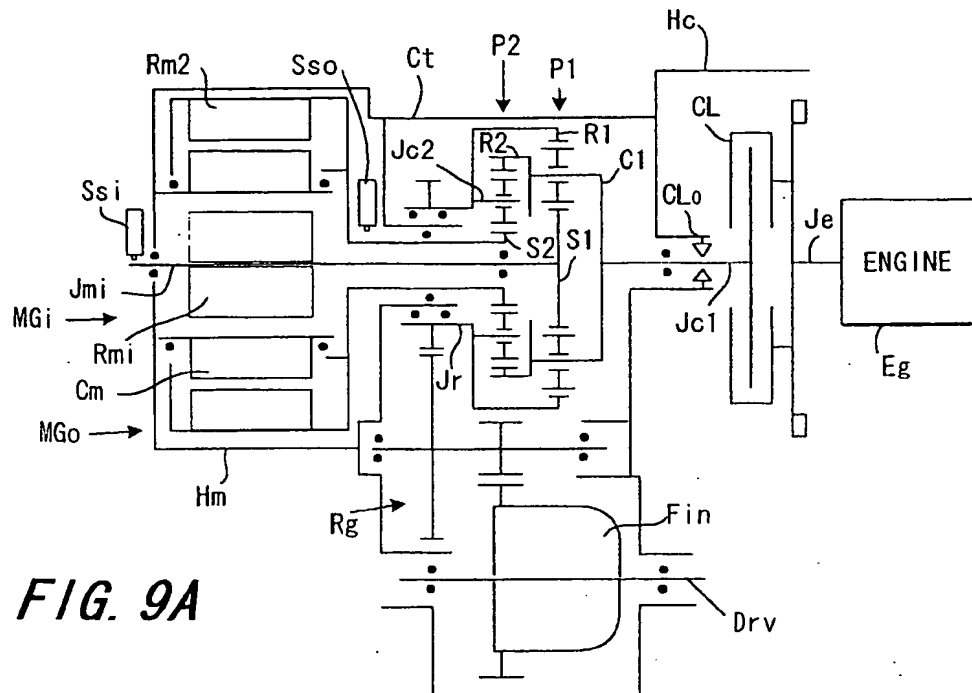 Hc
P2
P1
Rm2
Sso
Ct
CL
R1
R2
Jc2
C1
Ssi
CLo
Je
S2
S1
ENGINE
Jmi
Jc1
MGi
Rmi
Jr
Eg
Cm
MGo
Hm
Rg
Fin
FIG. 9A
Drv